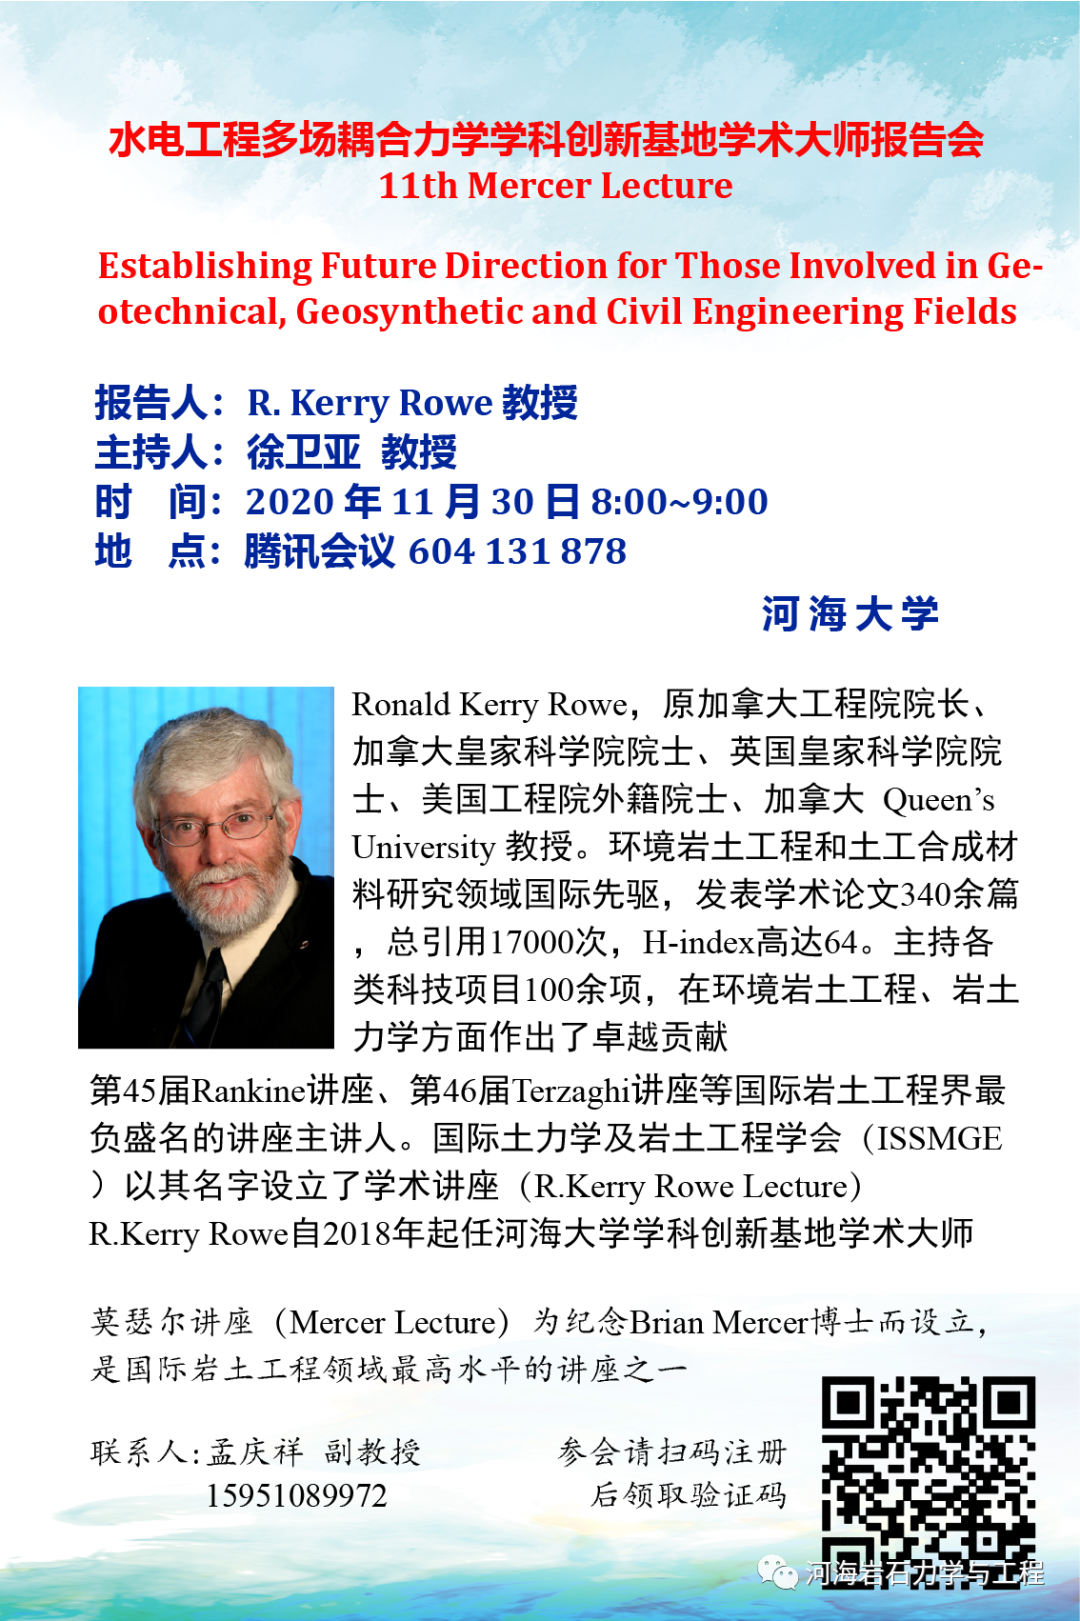 水电工程多场耦合力学学科创新基地学术大师报告会
11th Mercer Lecture
Establishing Future Direction for Those Involved in Ge-
otechnical, Geosynthetic and Civil Engineering Fields
报告人：R. Kerry Rowe 教授
主持人：徐卫亚 教授
时 间：2020 年 11 月 30 日 8:00~9:00
地 点：腾讯会议 604 131 878
河海大学
Ronald Kerry Rowe，原加拿大工程院院长、
加拿大皇家科学院院士、英国皇家科学院院
士、美国工程院外籍院士、加拿大 Queen’s
University 教授。环境岩土工程和土工合成材
料研究领域国际先驱，发表学术论文340余篇
，总引用17000次，H-index高达64。主持各
类科技项目100余项，在环境岩土工程、岩土
力学方面作出了卓越贡献
第45届Rankine讲座、第46届Terzaghi讲座等国际岩土工程界最
负盛名的讲座主讲人。国际土力学及岩土工程学会（ISSMGE
）以其名字设立了学术讲座（R.Kerry Rowe Lecture）
R.Kerry Rowe自2018年起任河海大学学科创新基地学术大师
莫瑟尔讲座（Mercer Lecture）为纪念Brian Mercer博士而设立，
是国际岩土工程领域最高水平的讲座之一
联系人：孟庆祥 副教授
15951089972
参会请扫码注册
后领取验证码
河海岩石力学与工程